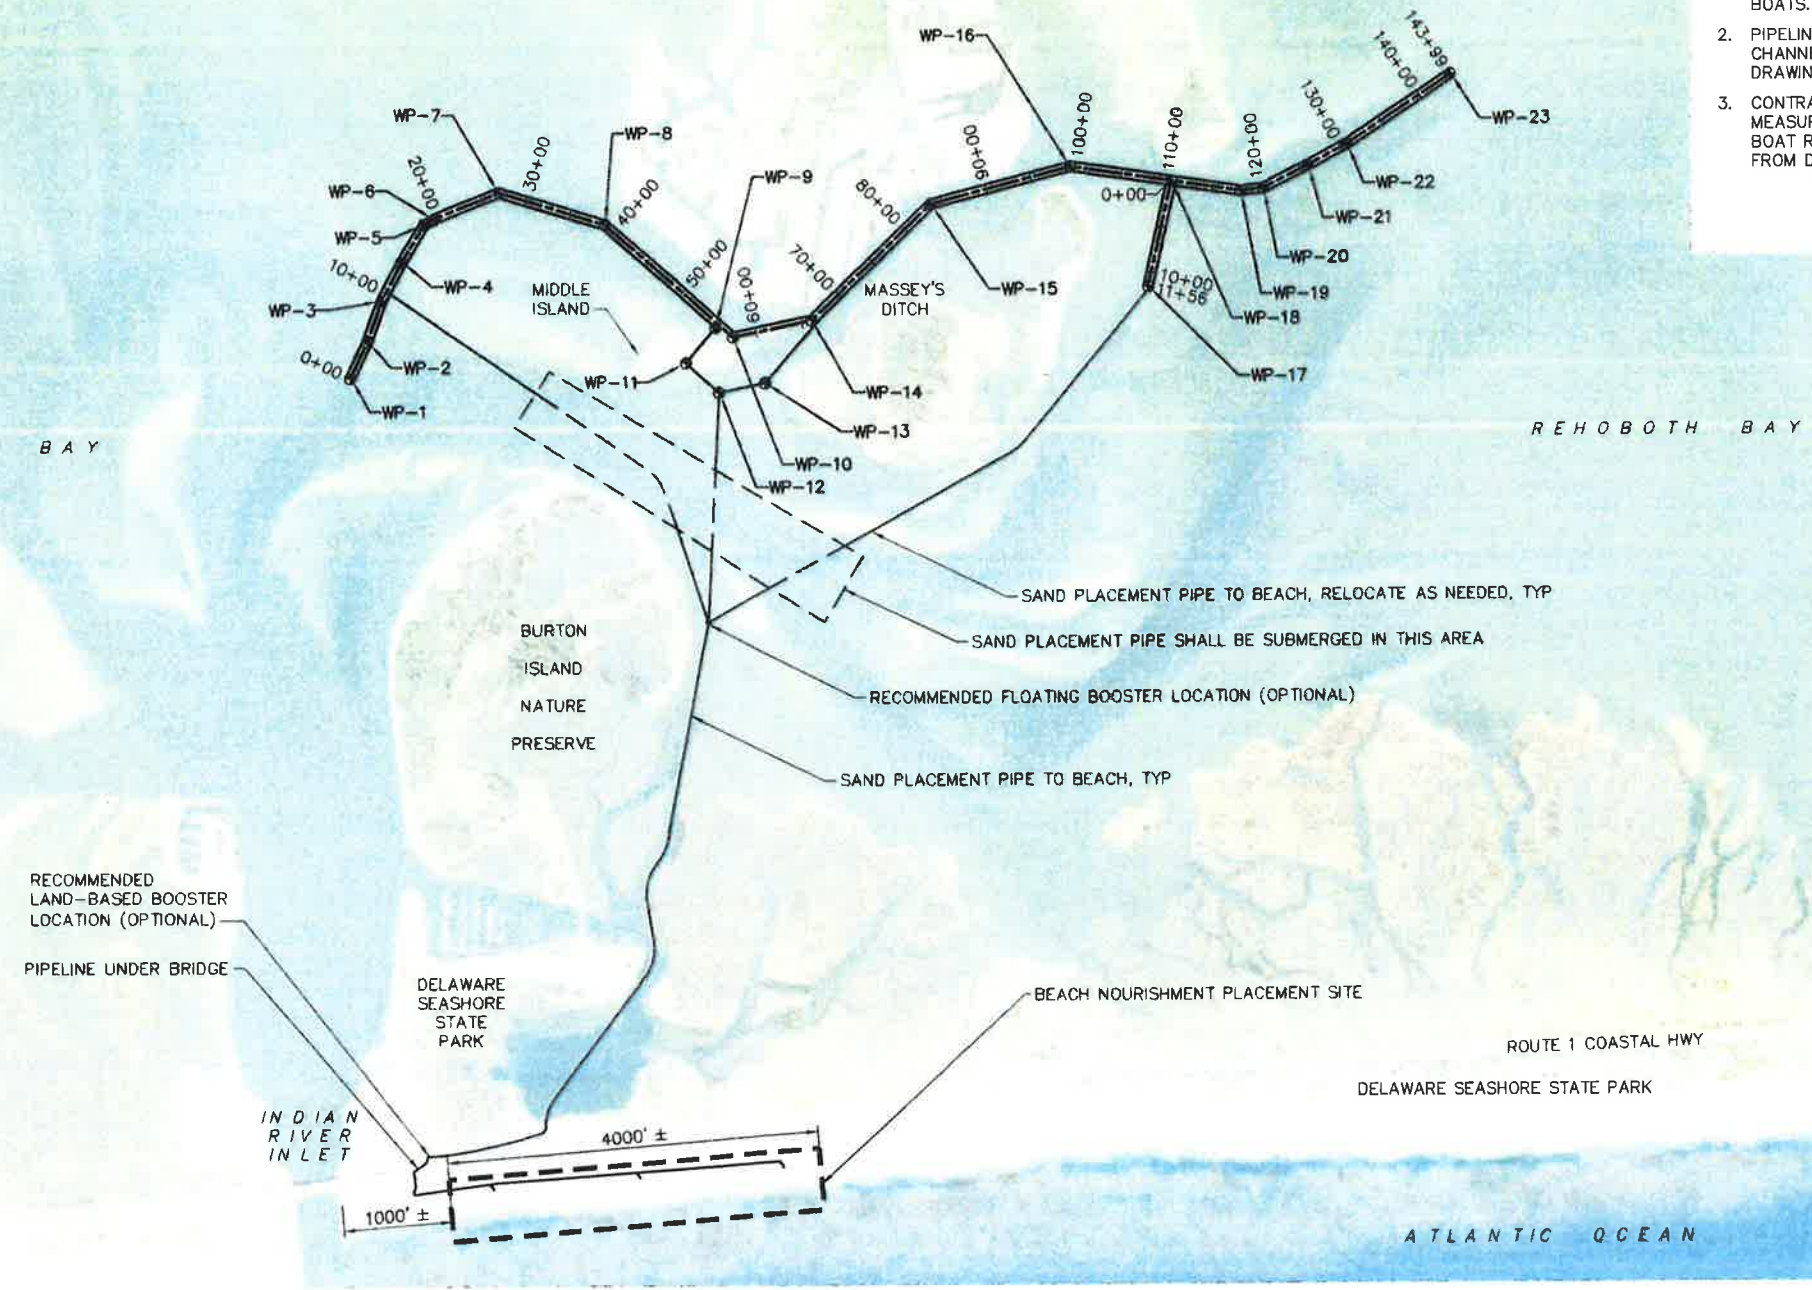 BOATS.
2. PIPELIN
CHANN
DRAWIN
3. CONTRA
MEASUR
BOAT R
FROM D
WP-16
143+99
140+00
WP-23
130+00
WP-7
WP-8
30+00
100+00
110+00
120+00
WP-22
WP-6
20+00
WP-9
90+00
0+00
WP-5
40+00
80+00
WP-21
10+00
WP-4
50+00
70+00
WP-20
WP-3
MIDDLE
ISLAND
60+00
MASSEY'S
DITCH
WP-15
10+00
11+56
WP-19
WP-18
0+00
WP-2
WP-11
WP-14
WP-17
WP-1
WP-13
BAY
REHOBOTH BAY
WP-10
WP-12
SAND PLACEMENT PIPE TO BEACH, RELOCATE AS NEEDED, TYP
SAND PLACEMENT PIPE SHALL BE SUBMERGED IN THIS AREA
BURTON
ISLAND
NATURE
PRESERVE
RECOMMENDED FLOATING BOOSTER LOCATION (OPTIONAL)
SAND PLACEMENT PIPE TO BEACH, TYP
RECOMMENDED
LAND-BASED BOOSTER
LOCATION (OPTIONAL)
PIPELINE UNDER BRIDGE
DELAWARE
SEASHORE
STATE
PARK
BEACH NOURISHMENT PLACEMENT SITE
ROUTE 1 COASTAL HWY
DELAWARE SEASHORE STATE PARK
INDIAN
RIVER
INLET
4000' ±
1000' ±
ATLANTIC OCEAN